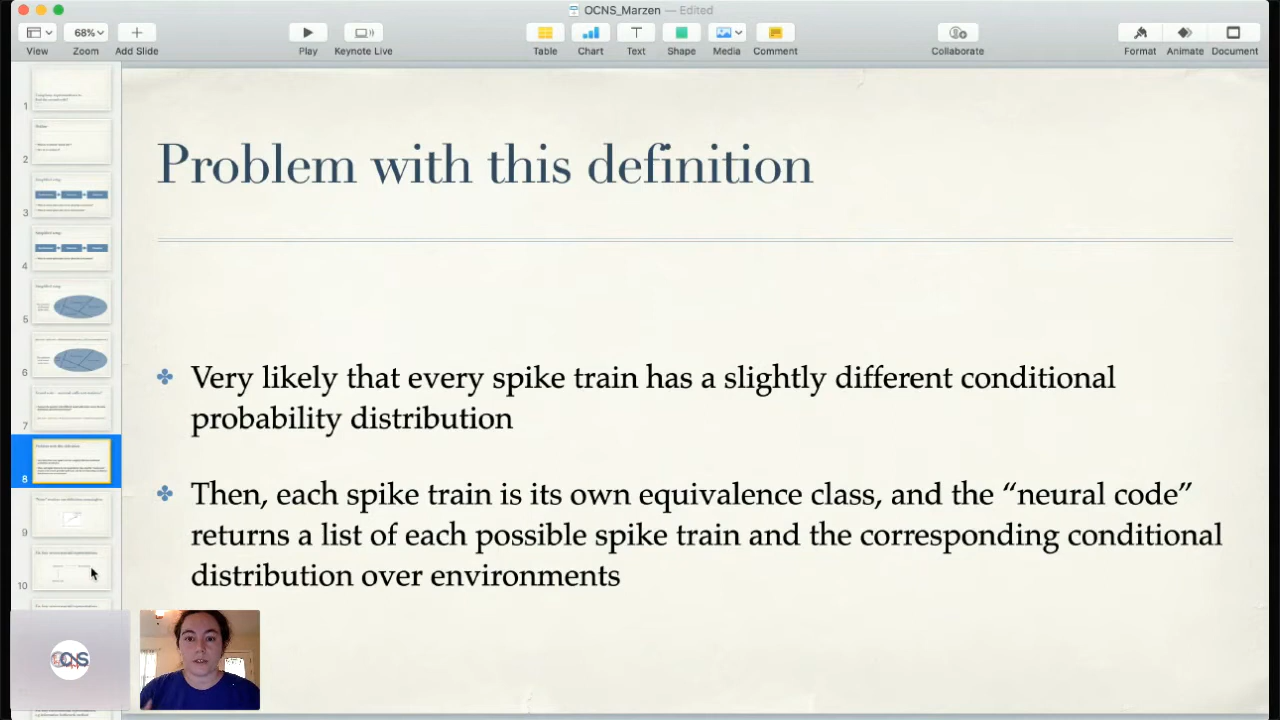 OCNS_Marzen — Edited
68%
View
Zoom
Add Slide
Play
Keynote Live
Table
Chart
Text
Shape
Media
Comment
Collaborate
Format
Animate
Document
1
2
3
4
5
6
7
8
9
10
Problem with this definition
Very likely that every spike train has a slightly different conditional
probability distribution
Then, each spike train is its own equivalence class, and the “neural code”
returns a list of each possible spike train and the corresponding conditional
distribution over environments
OCNS